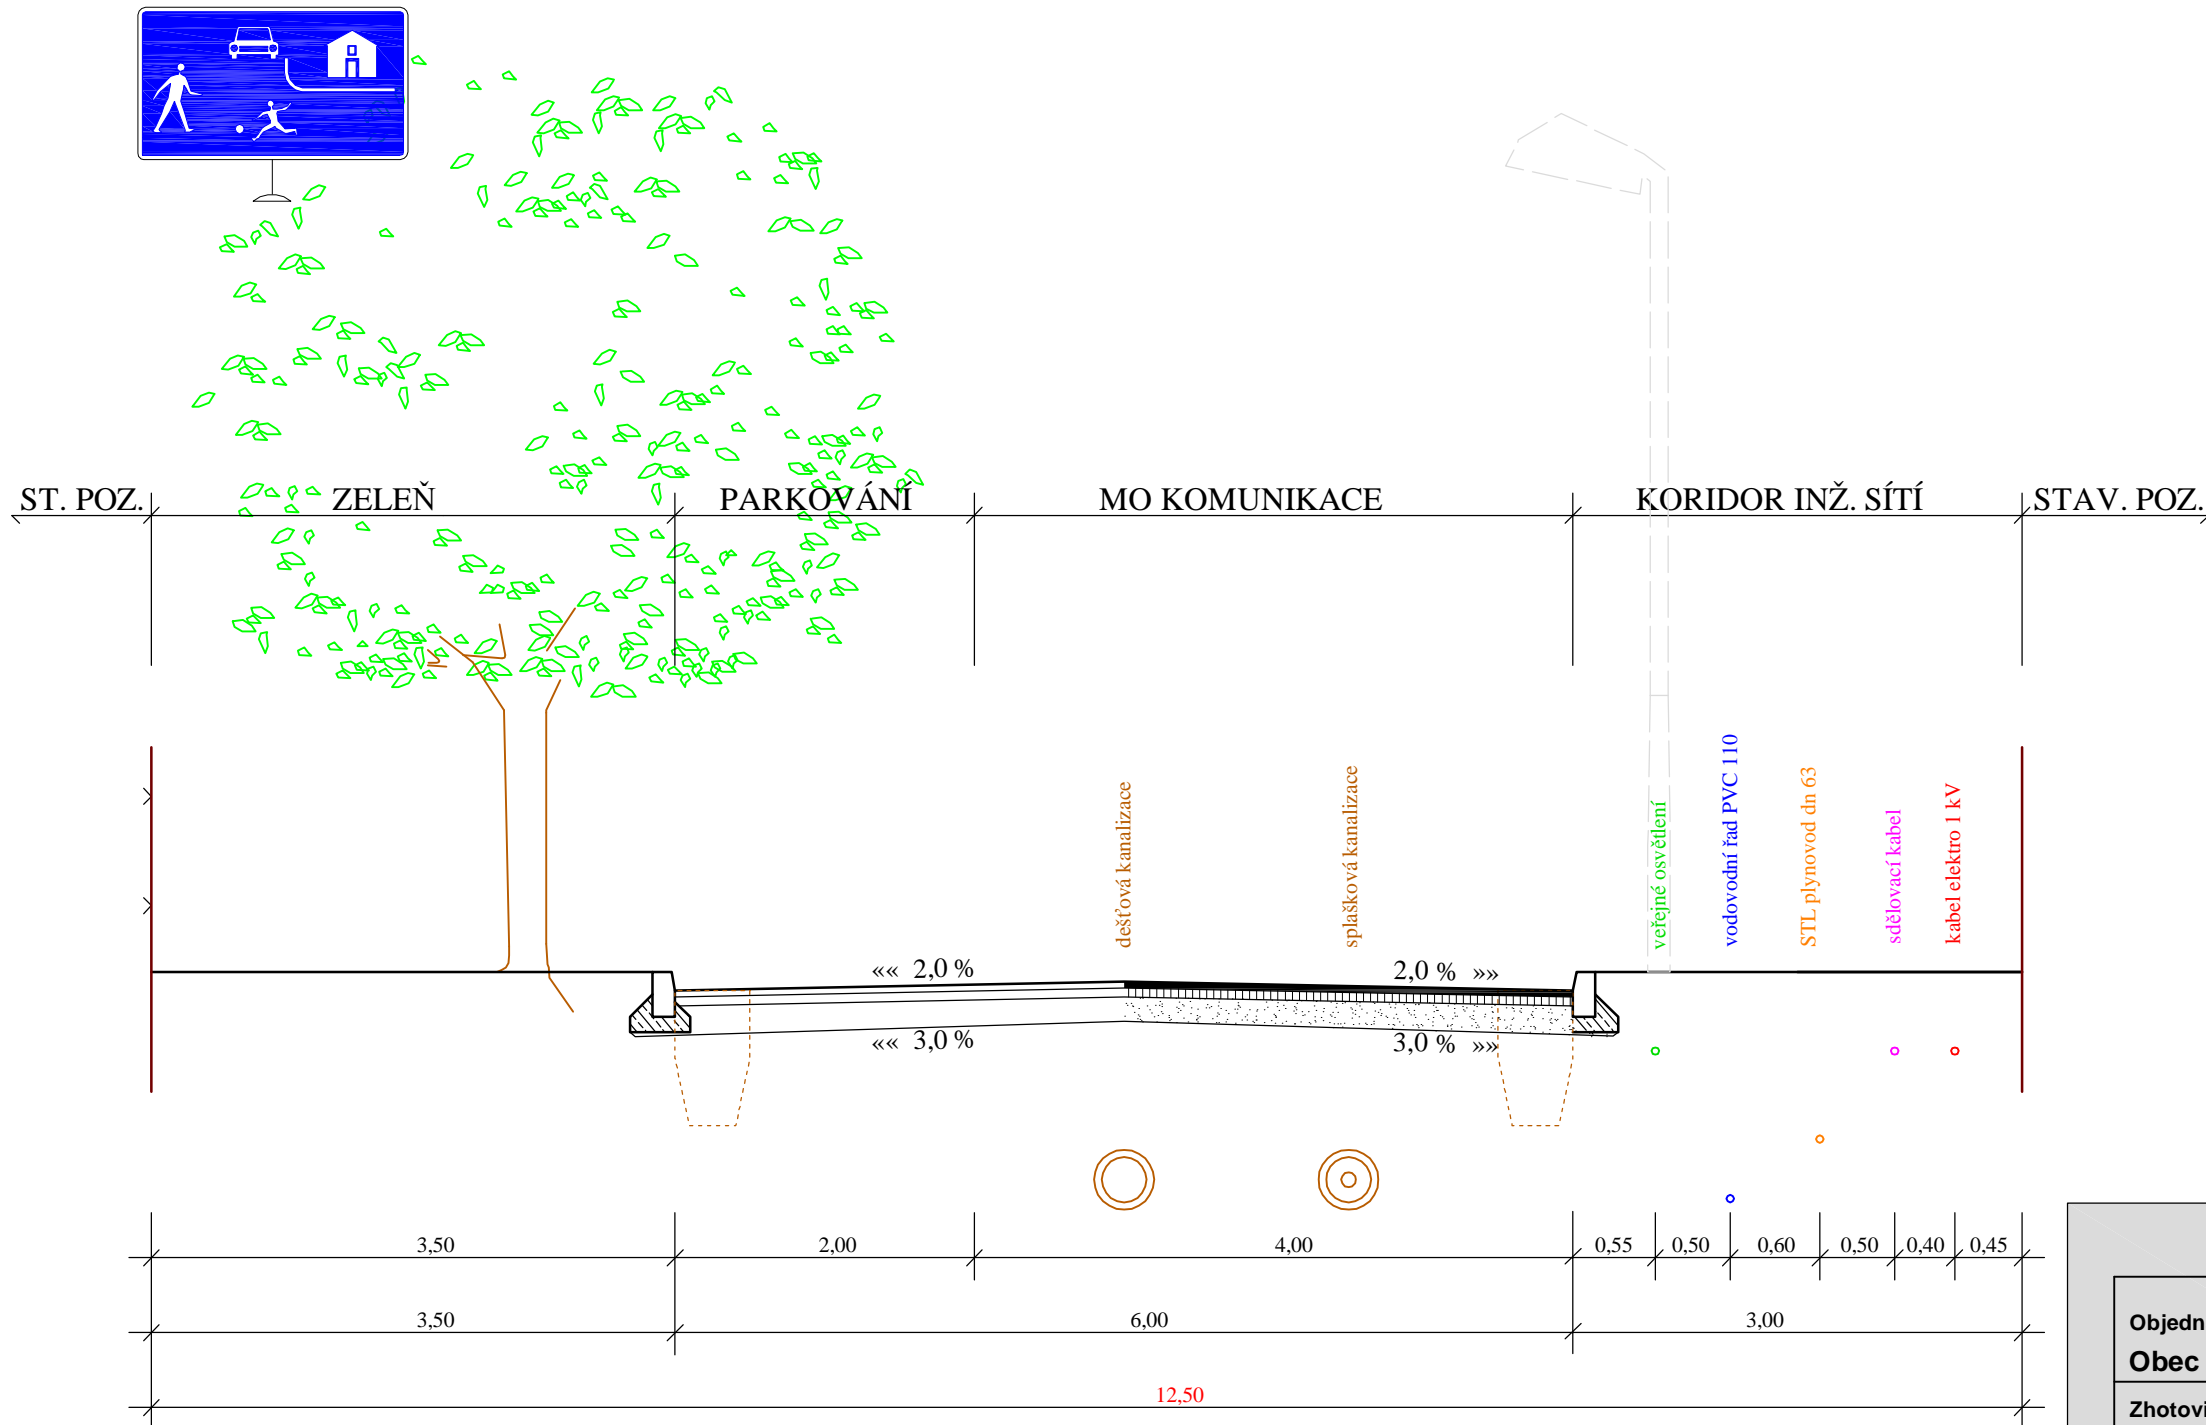 ST. POZ. ZELEŇ PARKOVÁNÍ MO KOMUNIKACE KORIDOR INŽ. SÍTÍ STAV. POZ.
dešťová kanalizace
splašková kanalizace
veřejné osvětlení
vodovodní řad PVC 110
STL plynovod dn 63
sdělovací kabel
kabel elektro 1 kV
«« 2,0 % 2,0 % »»
«« 3,0 % 3,0 % »»
3,50 2,00 4,00 0,55 0,50 0,60 0,50 0,40 0,45
3,50 6,00 3,00
12,50
Objedn
Obec
Zhotovi